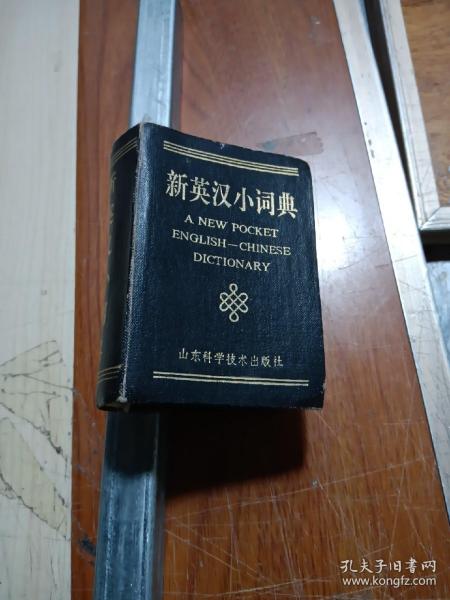 新英汉小词典
A NEW POCKET
ENGLISH—CHINESE
DICTIONARY
山东科学技术出版社
孔夫子旧书网
www.kongfz.com